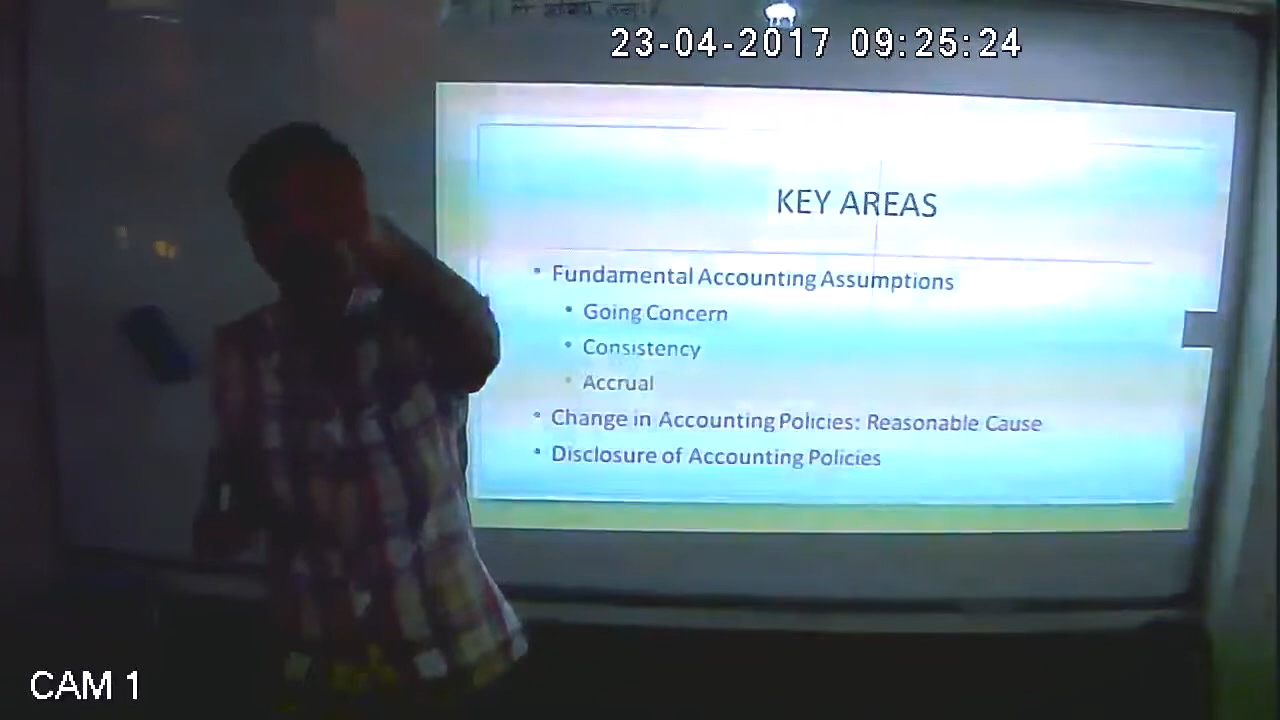 23-04-2017 09:25:24
KEY AREAS
• Fundamental Accounting Assumptions
• Going Concern
• Consistency
• Accrual
• Change in Accounting Policies: Reasonable Cause
• Disclosure of Accounting Policies
CAM 1